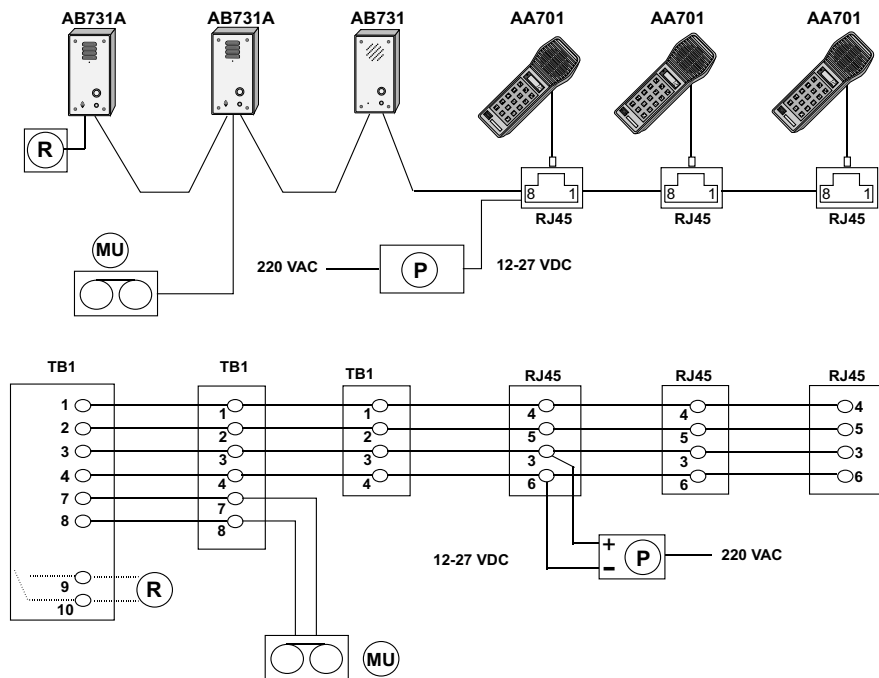 AB731A AB731A AB731 AA701 AA701 AA701
R
8 1 8 1 8 1
RJ45 RJ45 RJ45
MU
220 VAC P 12-27 VDC
TB1 TB1 TB1 RJ45 RJ45 RJ45
1 1 1 4 4 4
2 2 2 5 5 5
3 3 3 3 3 3
4 4 4 6 6 6
7 7
8 8
12-27 VDC + - P 220 VAC
9
R
10
MU